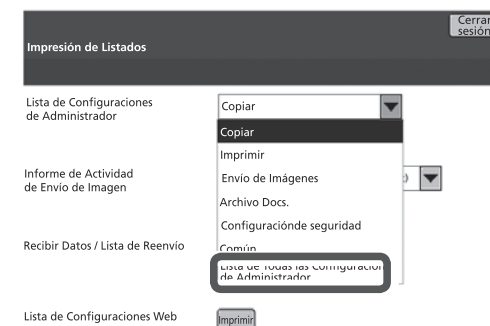 Cerrar
sesión
Impresión de Listados
Lista de Configuraciones
de Administrador
Copiar
Copiar
Imprimir
Envío de Imágenes
Archivo Docs.
Configuraciónde seguridad
Común
Lista de Todas las Configuracion
de Administrador
Informe de Actividad
de Envío de Imagen
Recibir Datos / Lista de Reenvío
Lista de Configuraciones Web
Imprimir